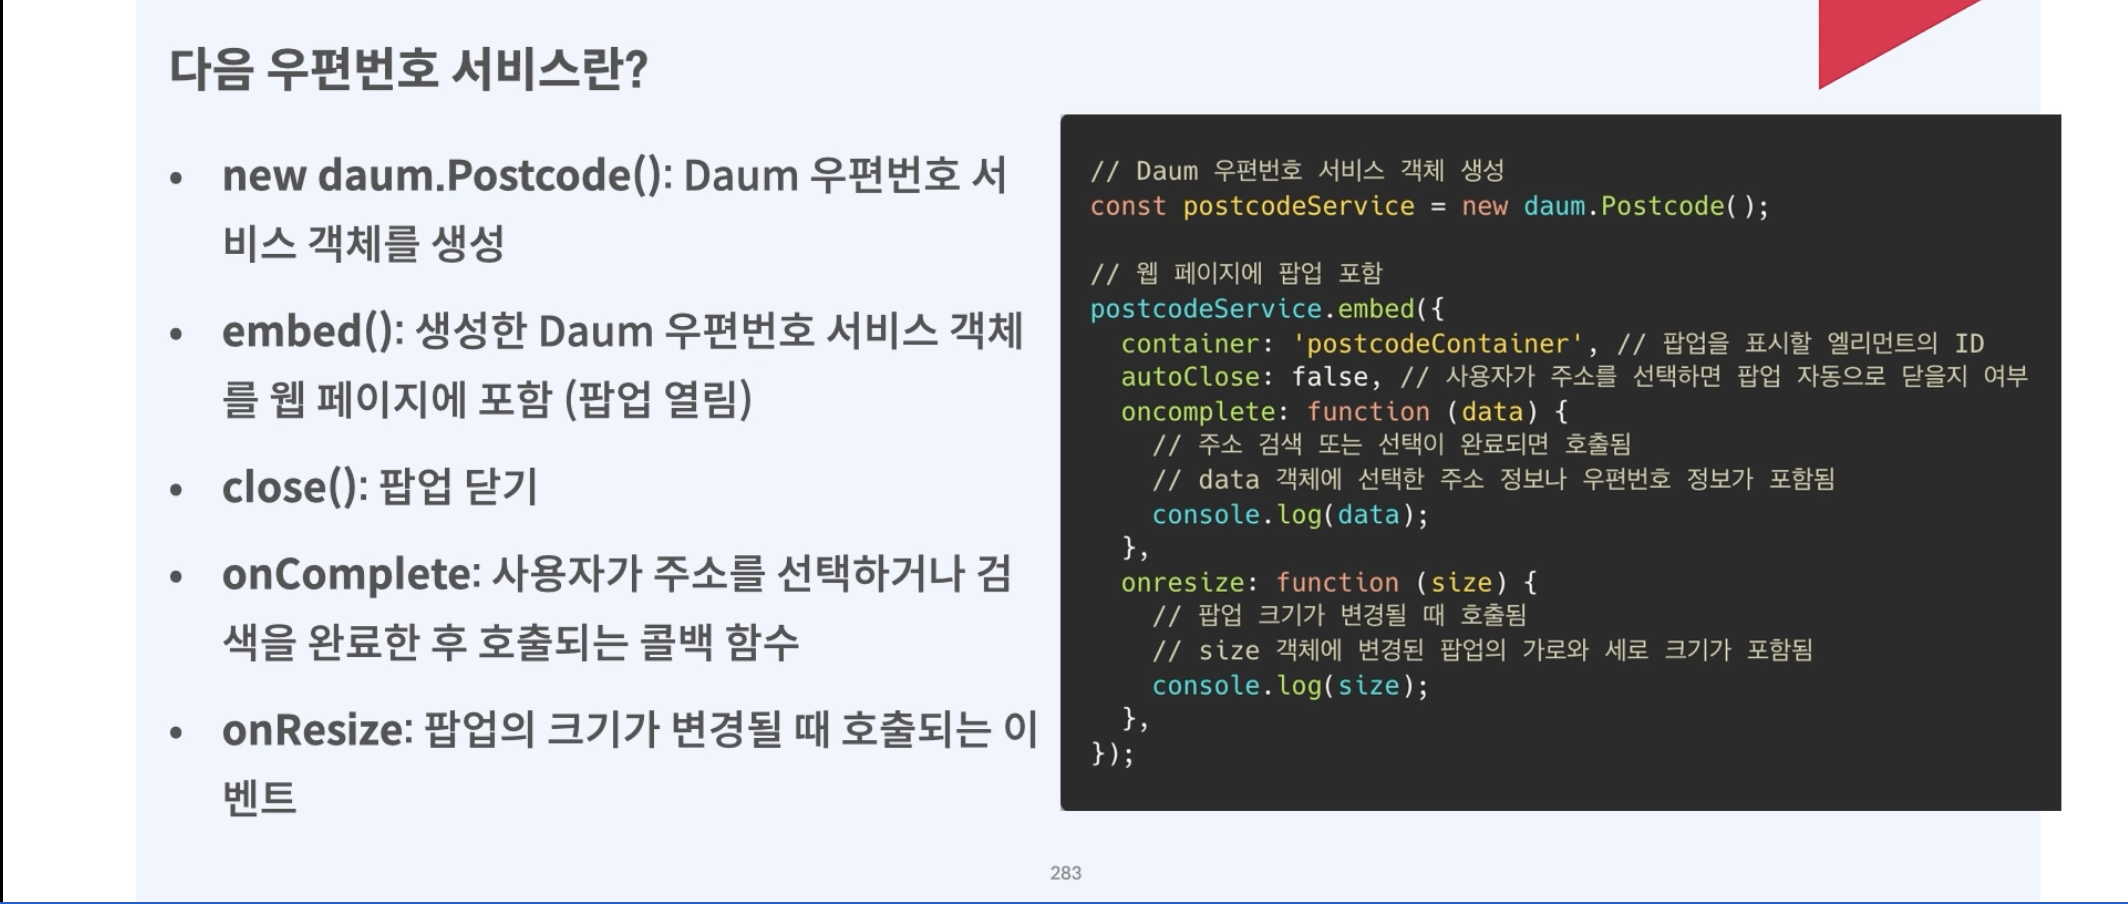 다음 우편번호 서비스란?
• new daum.Postcode(): Daum 우편번호 서
비스 객체를 생성
• embed(): 생성한 Daum 우편번호 서비스 객체
를 웹 페이지에 포함 (팝업 열림)
• close(): 팝업 닫기
• onComplete: 사용자가 주소를 선택하거나 검
색을 완료한 후 호출되는 콜백 함수
• onResize: 팝업의 크기가 변경될 때 호출되는 이
벤트
// Daum 우편번호 서비스 객체 생성
const postcodeService = new daum.Postcode();
// 웹 페이지에 팝업 포함
postcodeService.embed({
  container: 'postcodeContainer', // 팝업을 표시할 엘리먼트의 ID
  autoClose: false, // 사용자가 주소를 선택하면 팝업 자동으로 닫을지 여부
  oncomplete: function (data) {
    // 주소 검색 또는 선택이 완료되면 호출됨
    // data 객체에 선택한 주소 정보나 우편번호 정보가 포함됨
    console.log(data);
  },
  onresize: function (size) {
    // 팝업 크기가 변경될 때 호출됨
    // size 객체에 변경된 팝업의 가로와 세로 크기가 포함됨
    console.log(size);
  },
});
283